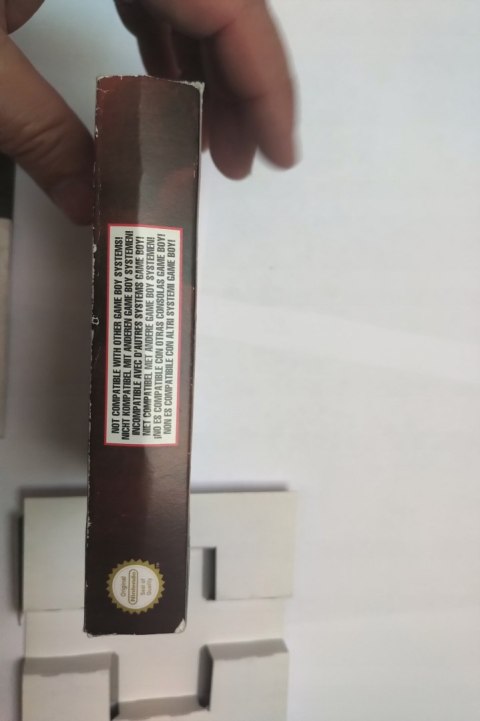 NOT COMPATIBLE WITH OTHER GAME BOY SYSTEMS!
NICHT KOMPATIBEL MIT ANDEREN GAME BOY SYSTEMEN!
INCOMPATIBLE AVEC D'AUTRES SYSTEMS GAME BOY!
NIET COMPATIBEL MET ANDERE GAME BOY SYSTEMEN!
¡NO ES COMPATIBLE CON OTRAS CONSOLAS GAME BOY!
NON ES COMPATIBILE CON ALTRI SYSTEMI GAME BOY!
Original
Nintendo
Seal of
Quality